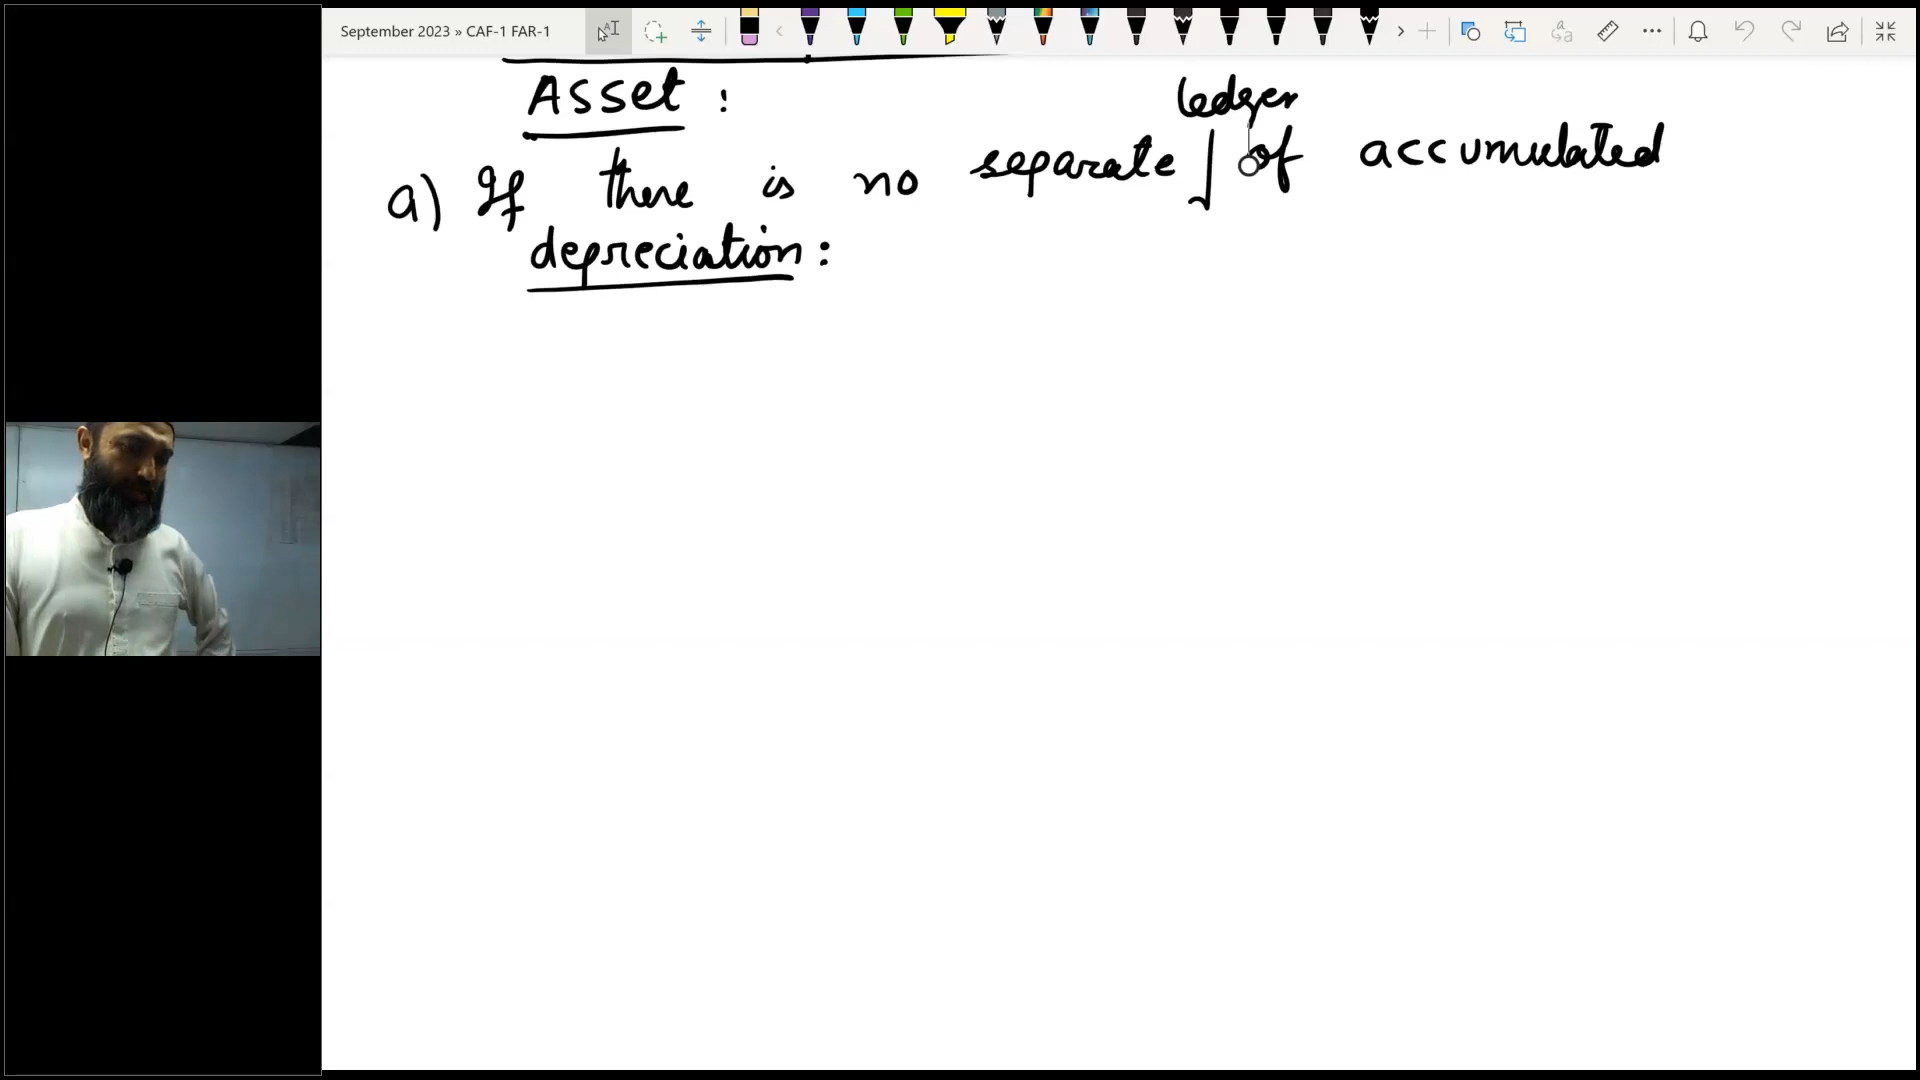 September 2023 » CAF-1 FAR-1
Asset :
ledger
a) If there is no separate of accumulated
depreciation: